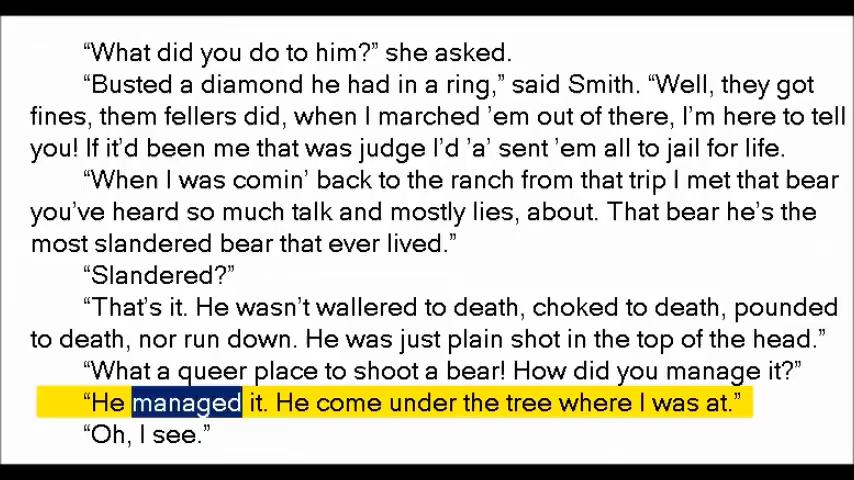 “What did you do to him?” she asked.
“Busted a diamond he had in a ring,” said Smith. “Well, they got
fines, them fellers did, when I marched ’em out of there, I’m here to tell
you! If it’d been me that was judge I’d ’a’ sent ’em all to jail for life.
“When I was comin’ back to the ranch from that trip I met that bear
you’ve heard so much talk and mostly lies, about. That bear he’s the
most slandered bear that ever lived.”
“Slandered?”
“That’s it. He wasn’t wallered to death, choked to death, pounded
to death, nor run down. He was just plain shot in the top of the head.”
“What a queer place to shoot a bear! How did you manage it?”
“He managed it. He come under the tree where I was at.”
“Oh, I see.”